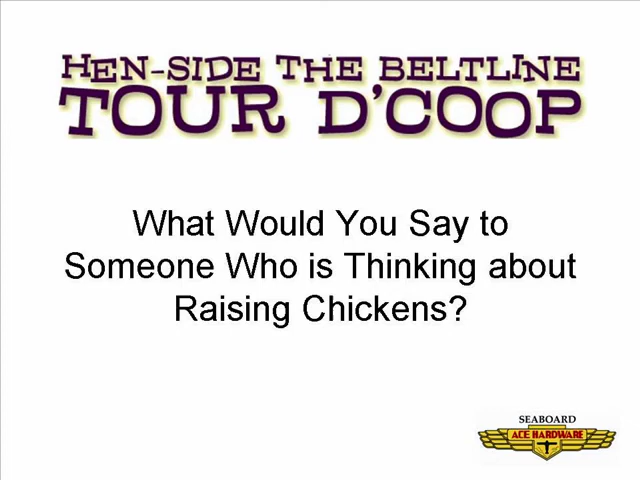 HEN-SIDE THE BELTLINE
TOUR D'COOP
What Would You Say to
Someone Who is Thinking about
Raising Chickens?
SEABOARD
ACE HARDWARE